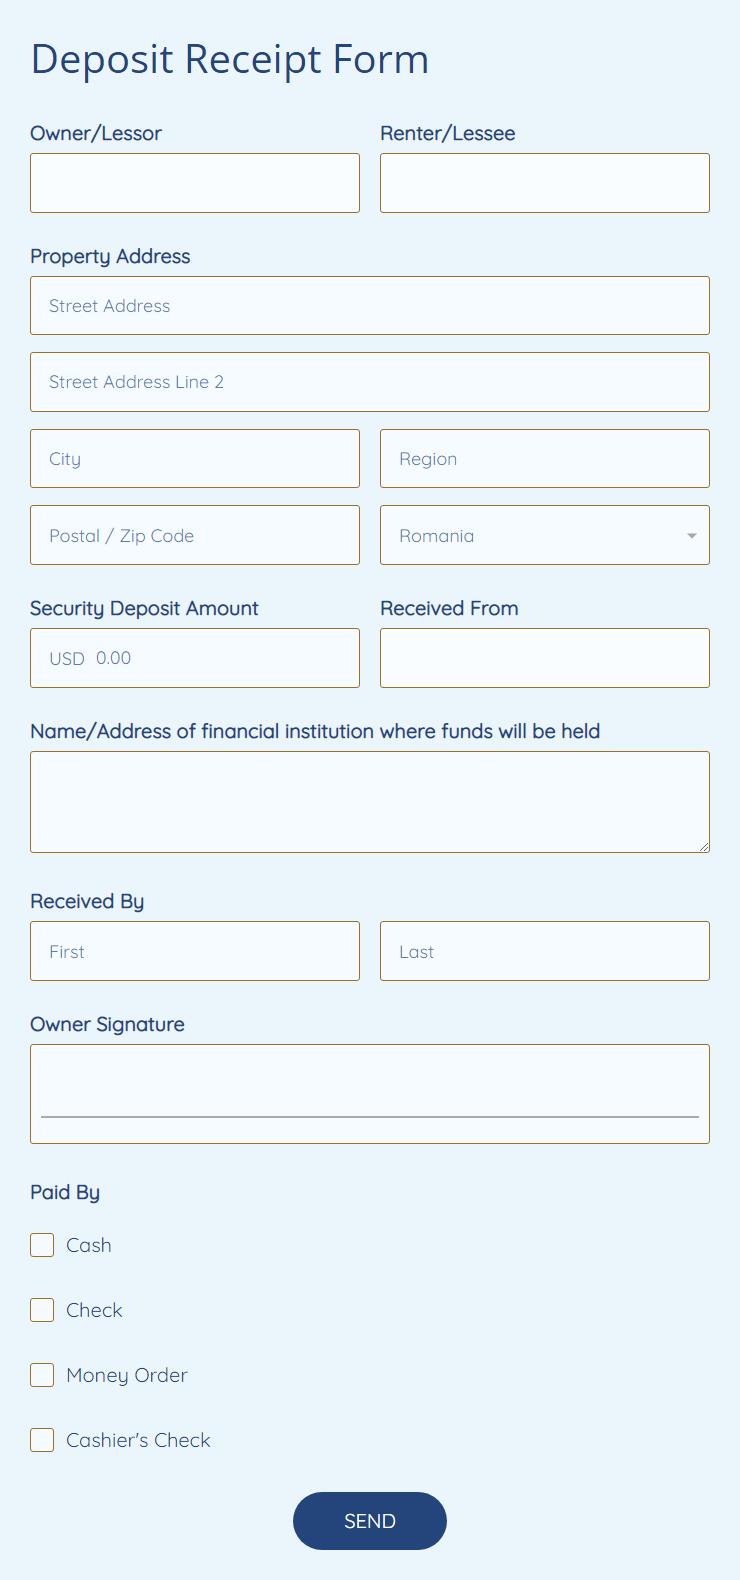 Deposit Receipt Form
Owner/Lessor Renter/Lessee
Property Address
Street Address
Street Address Line 2
City Region
Postal / Zip Code Romania
Security Deposit Amount Received From
USD 0.00
Name/Address of financial institution where funds will be held
Received By
First Last
Owner Signature
Paid By
Cash
Check
Money Order
Cashier's Check
SEND